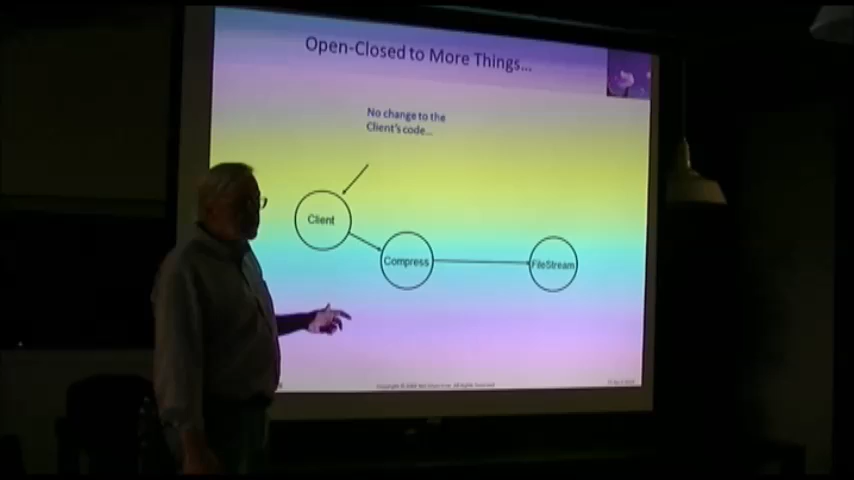 Open-Closed to More Things...
No change to the
Client's code...
Client
Compress
FileStream